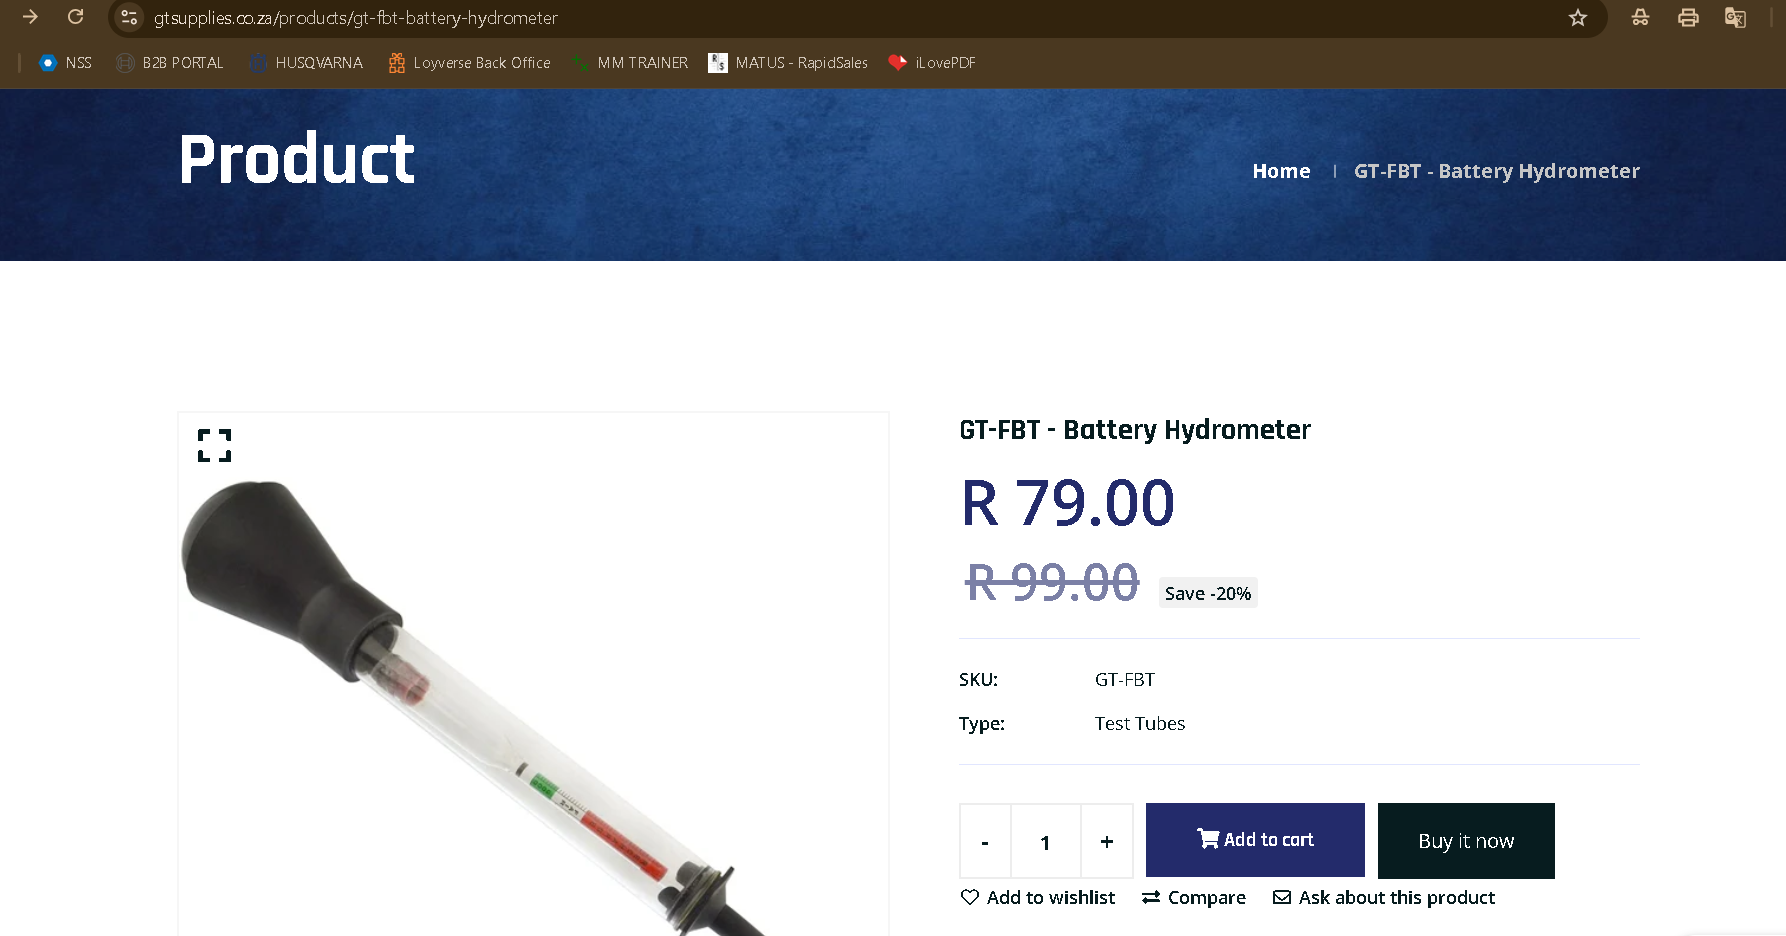 gtsupplies.co.za/products/gt-fbt-battery-hydrometer
NSS B2B PORTAL HUSQVARNA Loyverse Back Office MM TRAINER MATUS - RapidSales iLovePDF
Product
Home | GT-FBT - Battery Hydrometer
GT-FBT - Battery Hydrometer
R 79.00
R 99.00 Save -20%
SKU: GT-FBT
Type: Test Tubes
- 1 + Add to cart Buy it now
Add to wishlist Compare Ask about this product